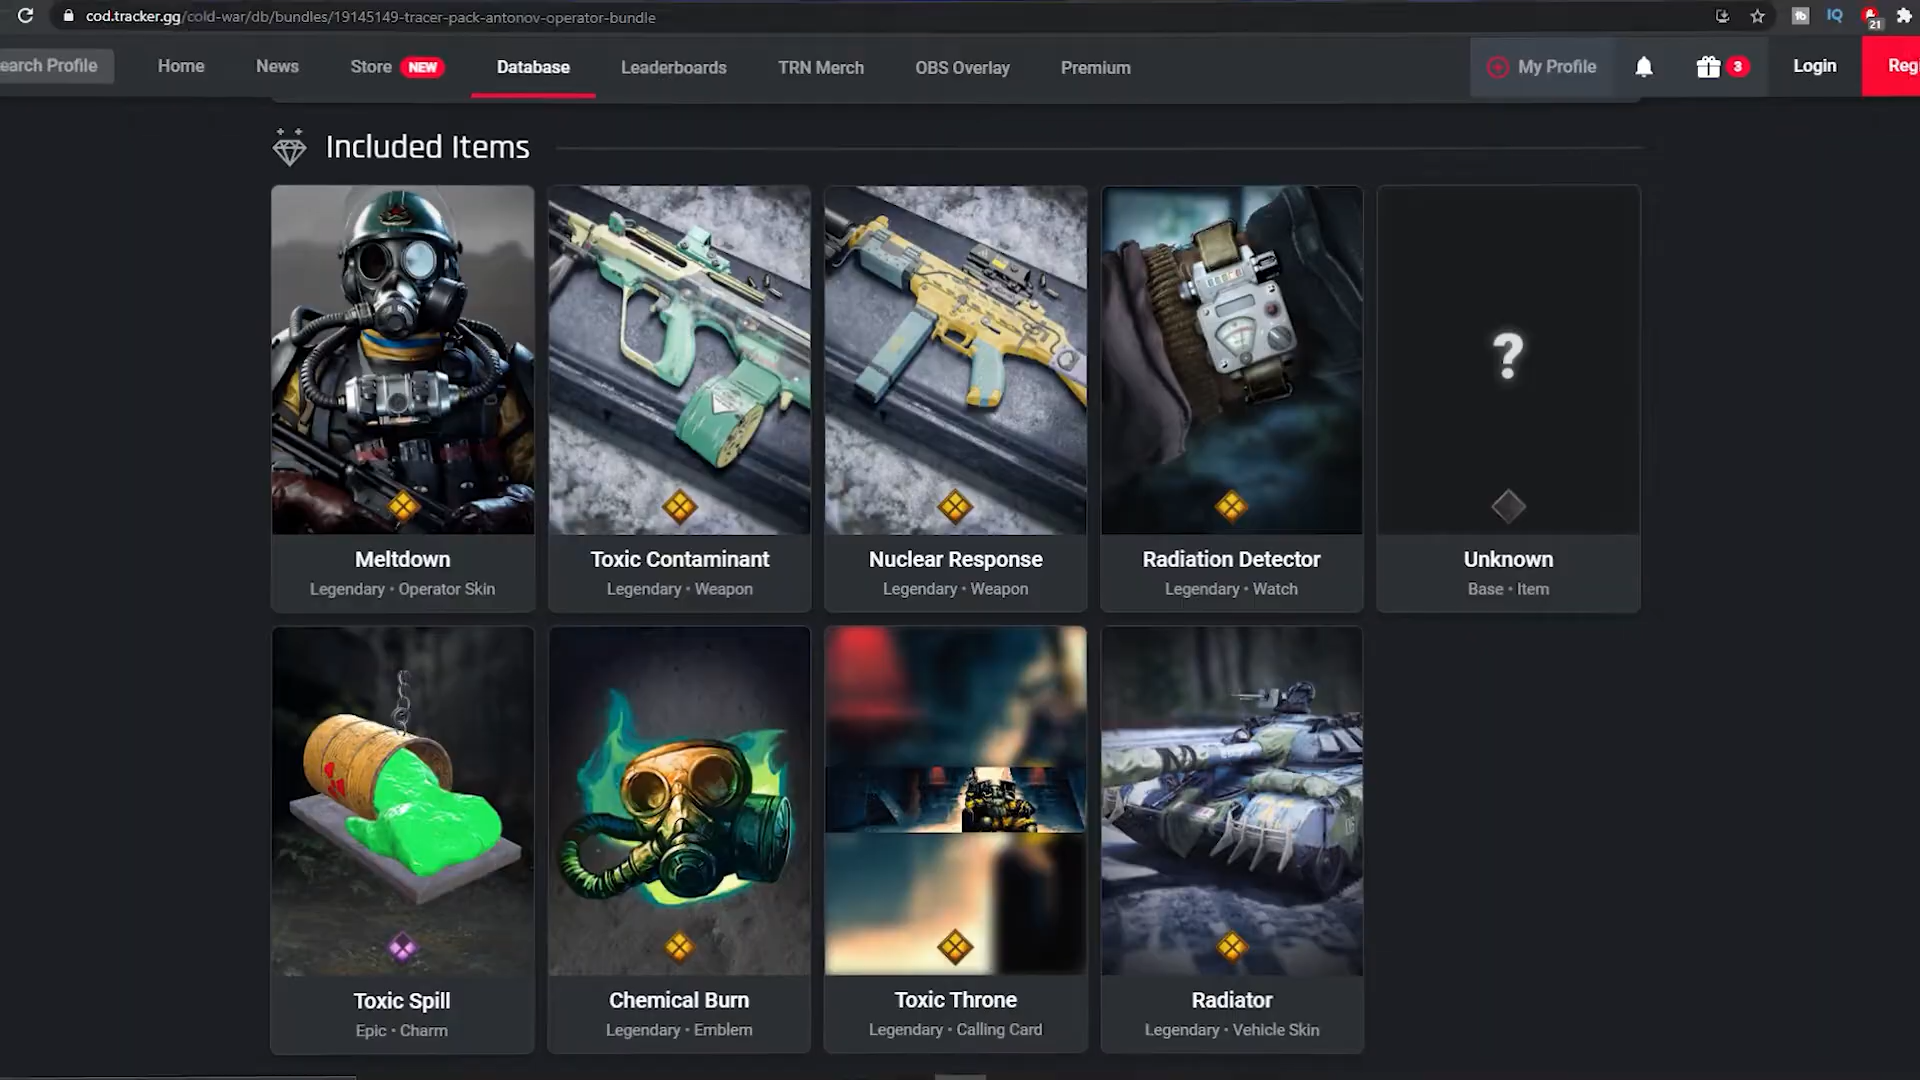 cod.tracker.gg/cold-war/db/bundles/19145149-tracer-pack-antonov-operator-bundle
tb
IQ
21
earch Profile
Home
News
Store NEW
Database
Leaderboards
TRN Merch
OBS Overlay
Premium
My Profile
3
Login
Regi
Included Items
?
Meltdown
Legendary • Operator Skin
Toxic Contaminant
Legendary • Weapon
Nuclear Response
Legendary • Weapon
Radiation Detector
Legendary • Watch
Unknown
Base • Item
Toxic Spill
Epic • Charm
Chemical Burn
Legendary • Emblem
Toxic Throne
Legendary • Calling Card
Radiator
Legendary • Vehicle Skin